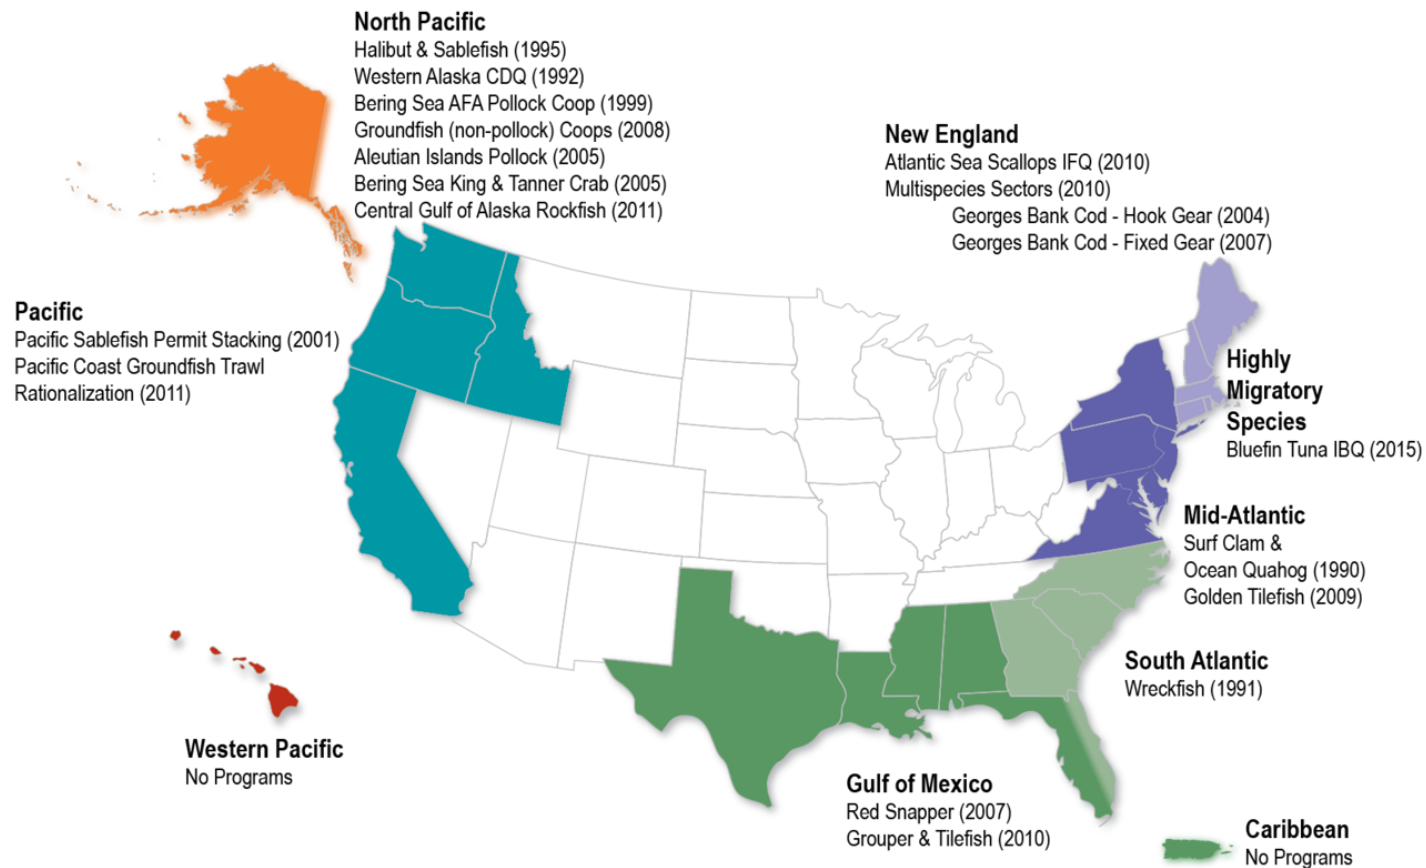 North Pacific
Halibut & Sablefish (1995)
Western Alaska CDQ (1992)
Bering Sea AFA Pollock Coop (1999)
Groundfish (non-pollock) Coops (2008)
Aleutian Islands Pollock (2005)
Bering Sea King & Tanner Crab (2005)
Central Gulf of Alaska Rockfish (2011)
New England
Atlantic Sea Scallops IFQ (2010)
Multispecies Sectors (2010)
Georges Bank Cod - Hook Gear (2004)
Georges Bank Cod - Fixed Gear (2007)
Pacific
Pacific Sablefish Permit Stacking (2001)
Pacific Coast Groundfish Trawl
Rationalization (2011)
Highly
Migratory
Species
Bluefin Tuna IBQ (2015)
Mid-Atlantic
Surf Clam &
Ocean Quahog (1990)
Golden Tilefish (2009)
South Atlantic
Wreckfish (1991)
Western Pacific
No Programs
Gulf of Mexico
Red Snapper (2007)
Grouper & Tilefish (2010)
Caribbean
No Programs